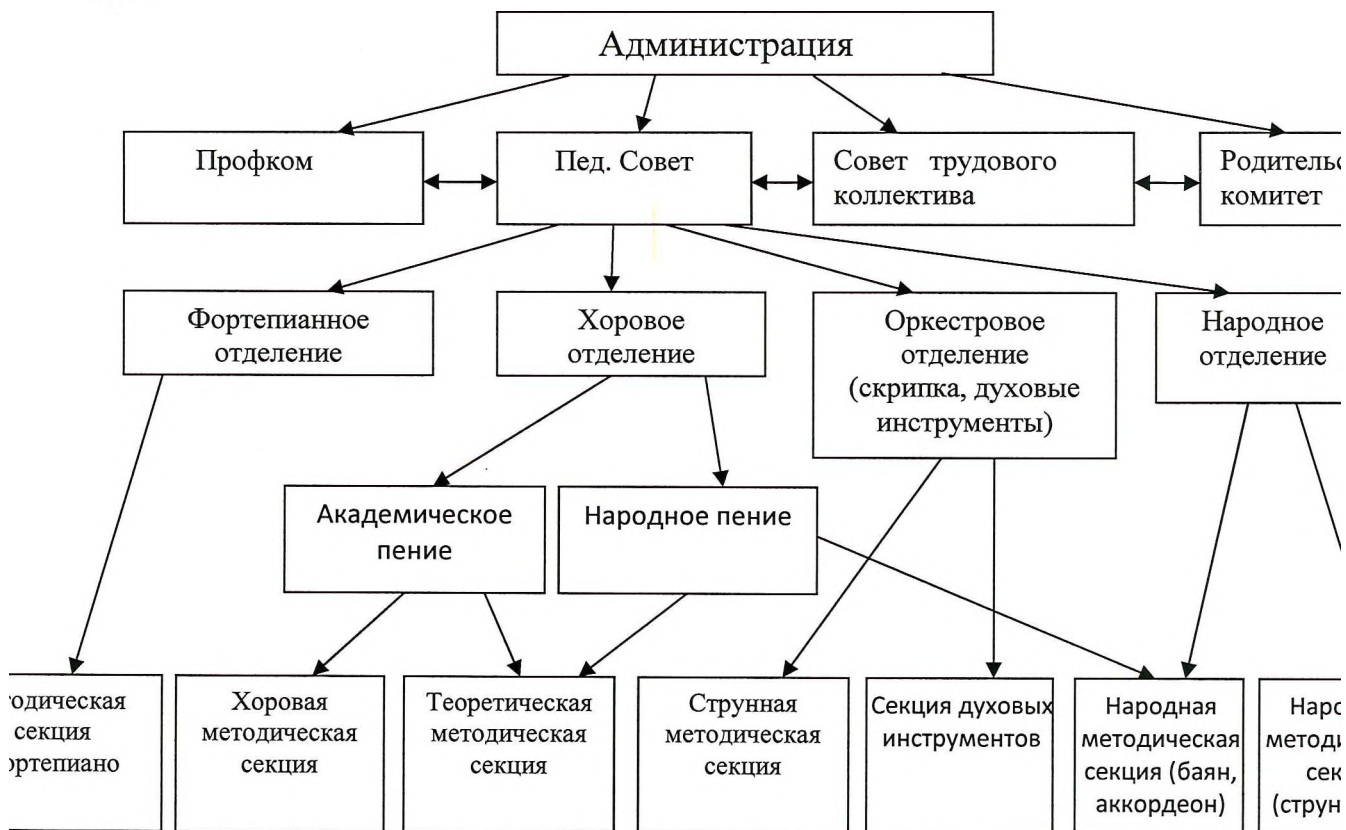 Администрация
Профком
Пед. Совет
Совет трудового
коллектива
комитет
Фортепианное
отделение
Хоровое
отделение
Оркестровое
отделение
(скрипка, духовые
инструменты)
Народное
отделение
Академическое
пение
Народное пение
секция
Хоровая
методическая
секция
Теоретическая
методическая
секция
Струнная
методическая
секция
Секция духовых
инструментов
Народная
методическая
секция (баян,
аккордеон)